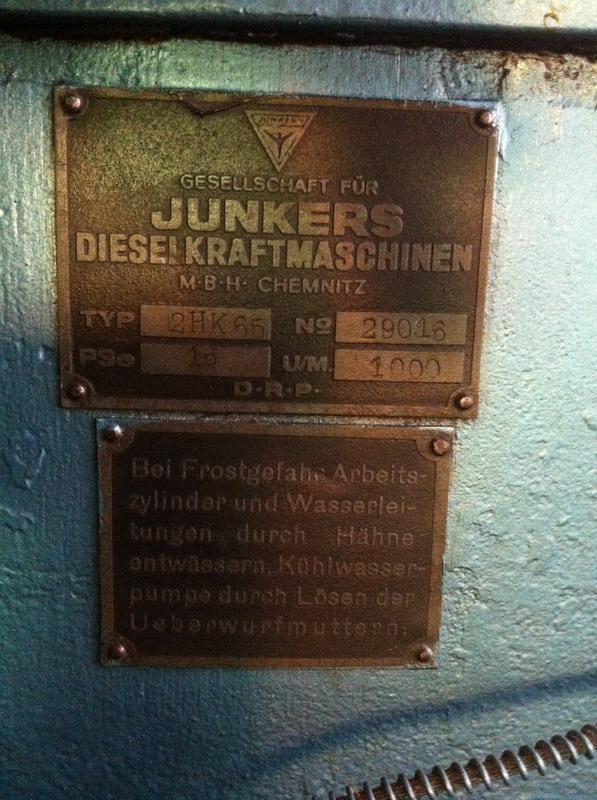 JUNKERS
GESELLSCHAFT FÜR
JUNKERS
DIESELKRAFTMASCHINEN
M·B·H· CHEMNITZ
TYP 2HK65 No 29016
PSe 16 U/M. 1000
D·R·P·
Bei Frostgefahr Arbeits-
zylinder und Wasserlei-
tungen durch Hähne
entwässern, Kühlwasser-
pumpe durch Lösen der
Ueberwurfmuttern.